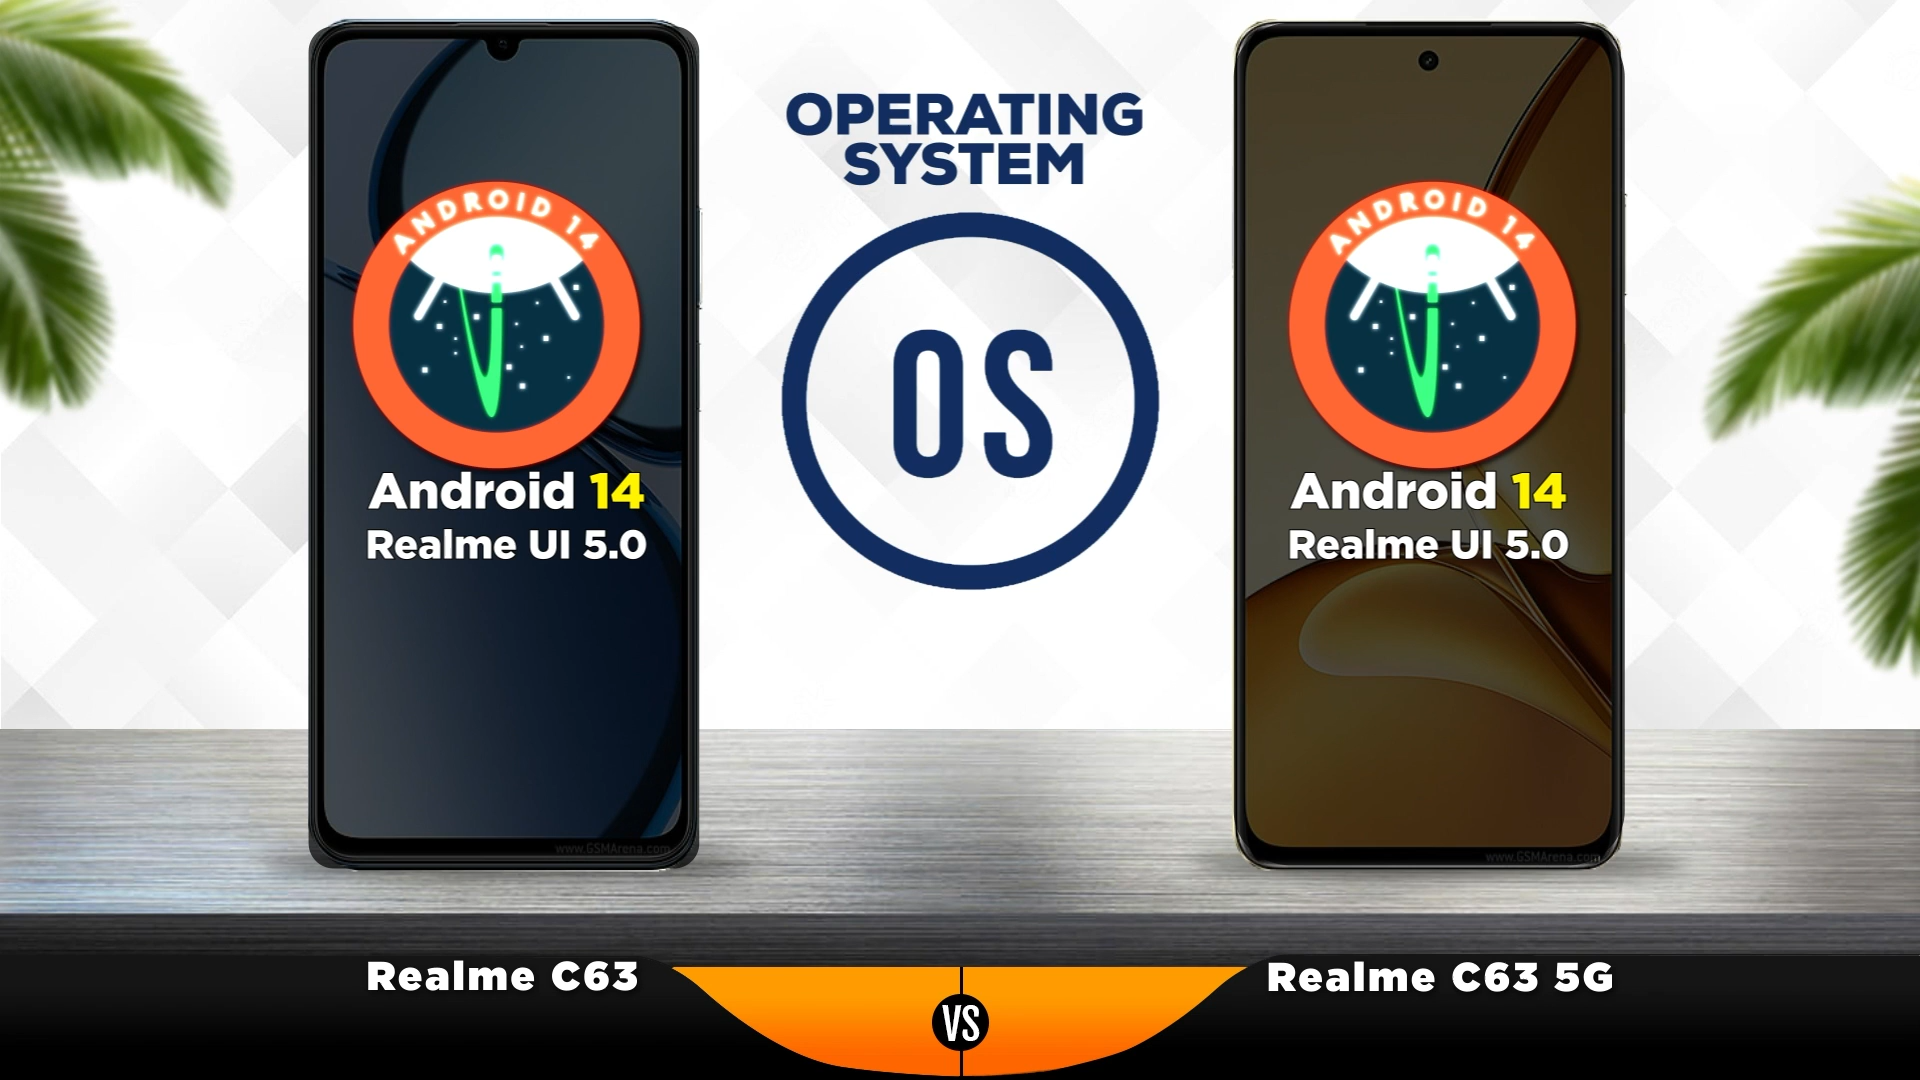 OPERATING
SYSTEM
OS
ANDROID 14
Android 14
Realme UI 5.0
www.GSMArena.com
ANDROID 14
Android 14
Realme UI 5.0
www.GSMArena.com
Realme C63
VS
Realme C63 5G